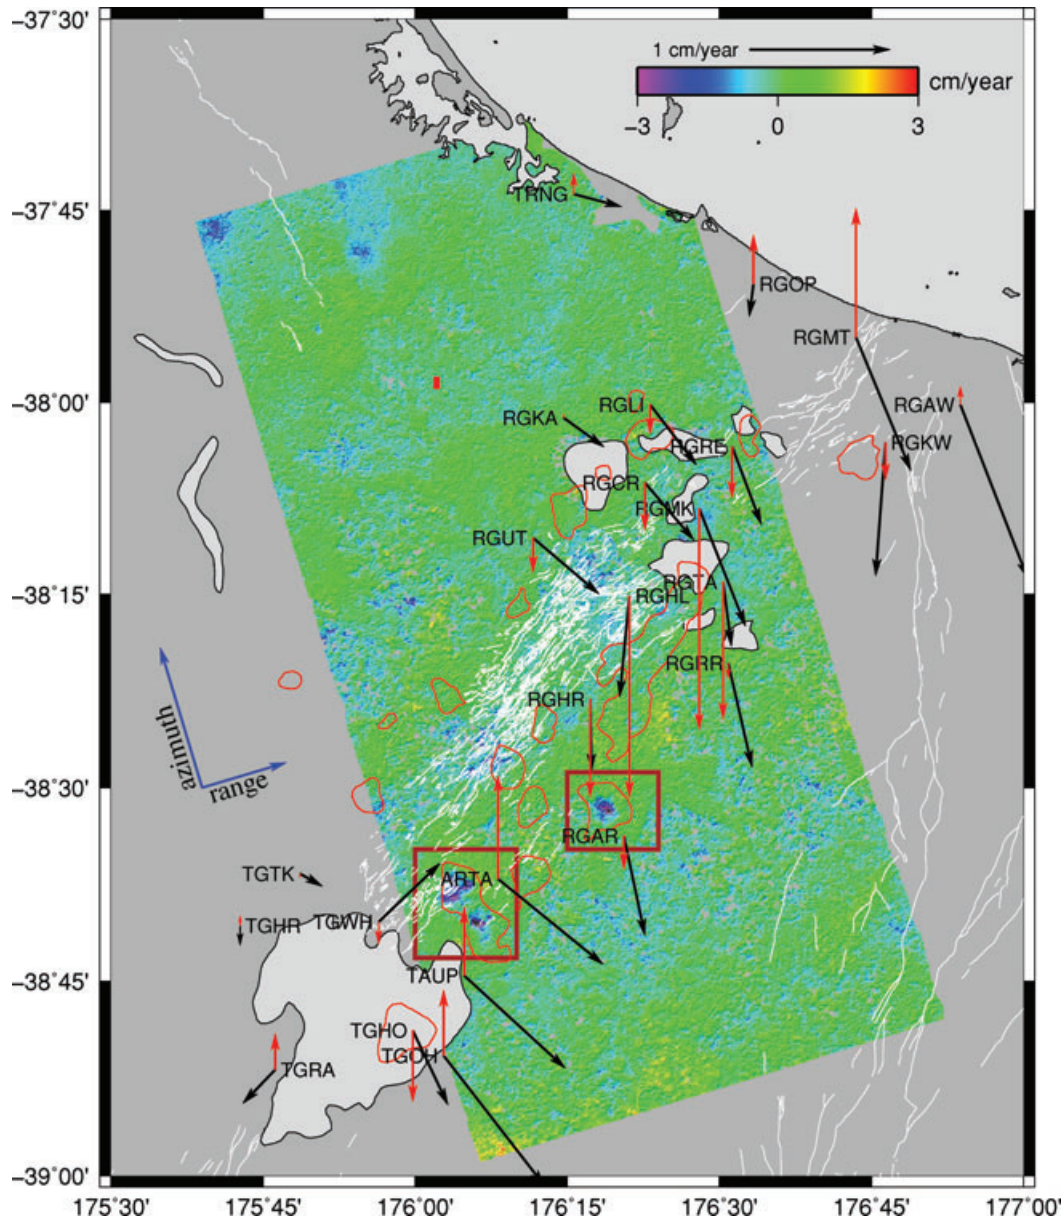 −37°30'
1 cm/year
cm/year
−3 0 3
TRNG
−37°45'
RGOP
RGMT
−38°00'
RGLI
RGAW
RGKA
RGRE
RGKW
RGCR
RGMK
RGUT
RGTA
−38°15'
RGHL
RGRR
RGHR
azimuth
range
−38°30'
RGAR
TGTK
ARTA
TGHR
TGWH
TAUP
−38°45'
TGHO
TGOH
TGRA
−39°00'
175°30' 175°45' 176°00' 176°15' 176°30' 176°45' 177°00'